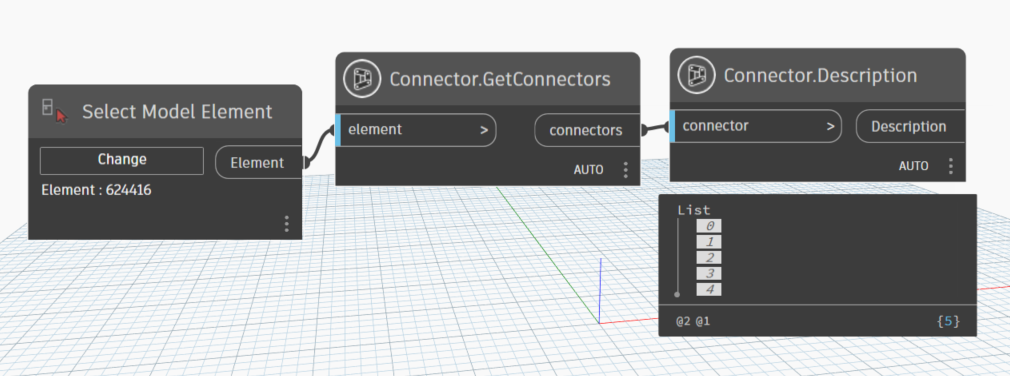 Select Model Element
Change
Element
Element : 624416
Connector.GetConnectors
element >
connectors
AUTO
Connector.Description
connector >
Description
AUTO
List
0
1
2
3
4
@2 @1
{5}